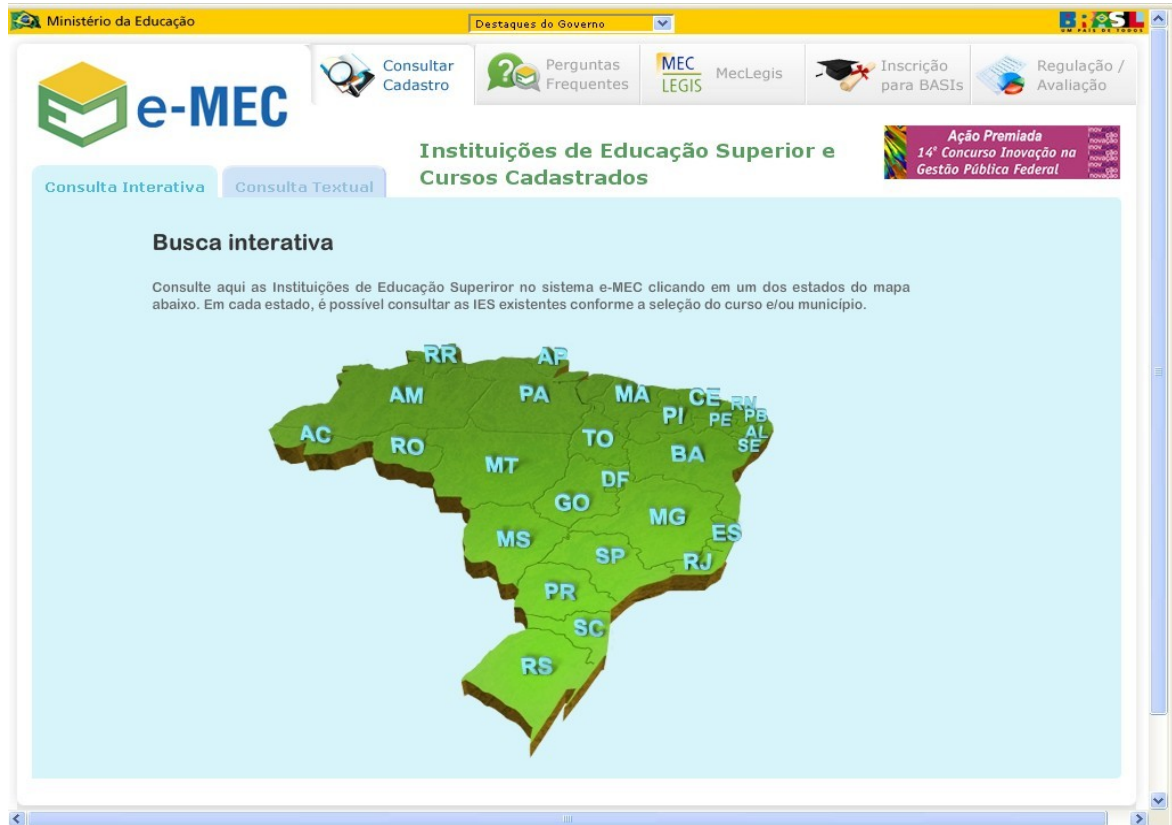 Ministério da Educação
Destaques do Governo
BRASIL
UM PAÍS DE TODOS
e-MEC
Consultar
Cadastro
Perguntas
Frequentes
MEC
LEGIS
MecLegis
Inscrição
para BASIs
Regulação /
Avaliação
Instituições de Educação Superior e
Cursos Cadastrados
Ação Premiada
14º Concurso Inovação na
Gestão Pública Federal
Consulta Interativa
Consulta Textual
Busca interativa
Consulte aqui as Instituições de Educação Superiror no sistema e-MEC clicando em um dos estados do mapa
abaixo. Em cada estado, é possível consultar as IES existentes conforme a seleção do curso e/ou município.
RR
AP
AM
PA
MA
CE
RN
PI
PE
PB
AC
RO
TO
AL
BA
SE
MT
DF
GO
MG
MS
ES
SP
RJ
PR
SC
RS